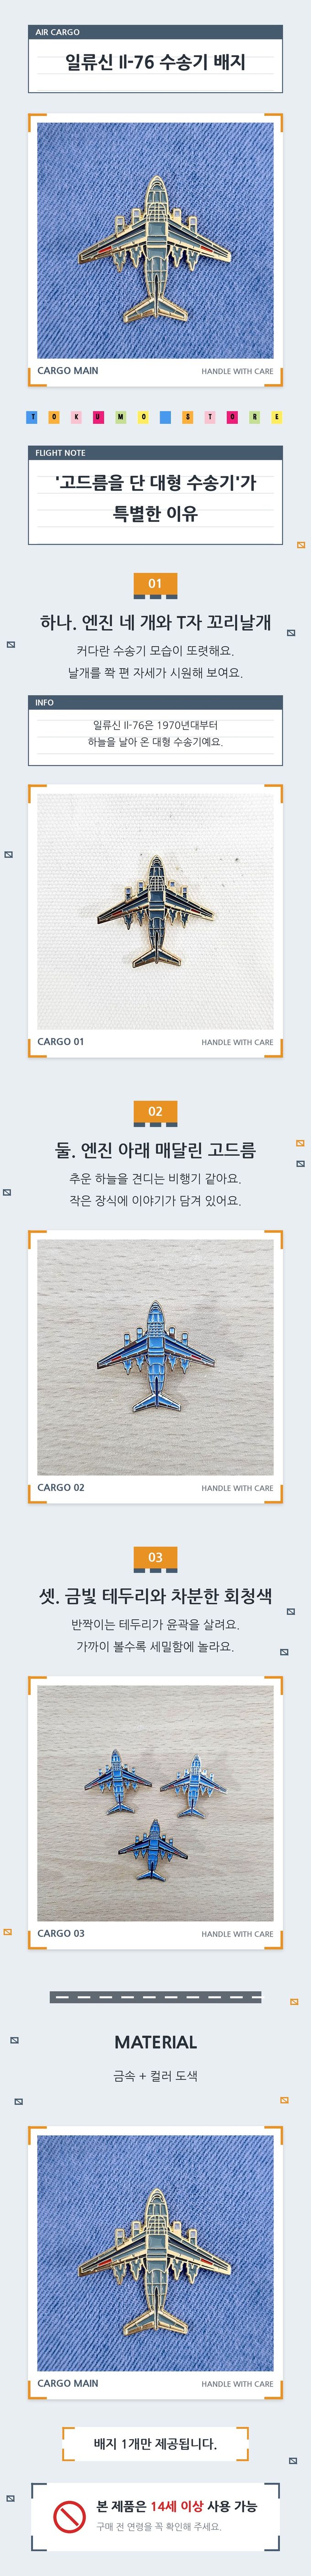 AIR CARGO
일류신 Il-76 수송기 배지
CARGO MAIN
HANDLE WITH CARE
T O K U M O S T O R E
FLIGHT NOTE
'고드름을 단 대형 수송기'가
특별한 이유
01
하나. 엔진 네 개와 T자 꼬리날개
커다란 수송기 모습이 또렷해요.
날개를 쫙 편 자세가 시원해 보여요.
INFO
일류신 Il-76은 1970년대부터
하늘을 날아 온 대형 수송기예요.
CARGO 01
HANDLE WITH CARE
02
둘. 엔진 아래 매달린 고드름
추운 하늘을 견디는 비행기 같아요.
작은 장식에 이야기가 담겨 있어요.
CARGO 02
HANDLE WITH CARE
03
셋. 금빛 테두리와 차분한 회청색
반짝이는 테두리가 윤곽을 살려요.
가까이 볼수록 세밀함에 놀라요.
CARGO 03
HANDLE WITH CARE
MATERIAL
금속 + 컬러 도색
CARGO MAIN
HANDLE WITH CARE
배지 1개만 제공됩니다.
본 제품은 14세 이상 사용 가능
구매 전 연령을 꼭 확인해 주세요.